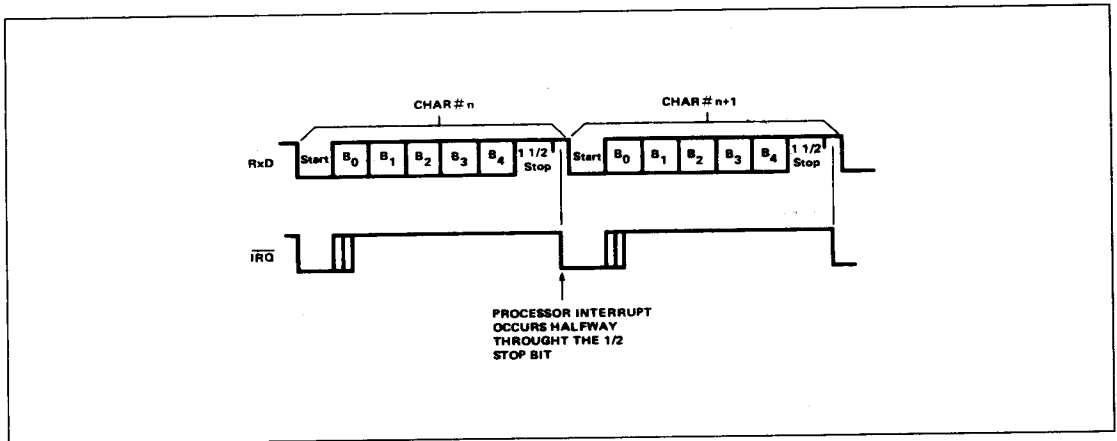 CHAR# n CHAR# n+1
RxD Start B0 B1 B2 B3 B4 1 1/2 Stop Start B0 B1 B2 B3 B4 1 1/2 Stop
IRQ
PROCESSOR INTERRUPT
OCCURS HALFWAY
THROUGHT THE 1/2
STOP BIT